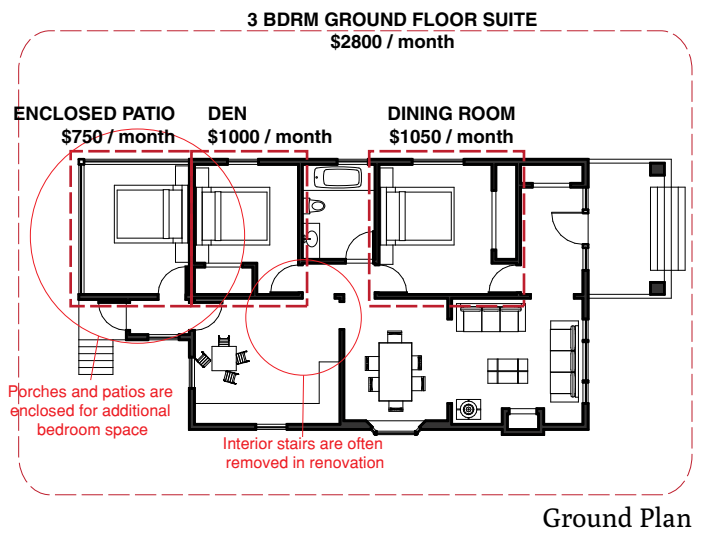 3 BDRM GROUND FLOOR SUITE
$2800 / month
ENCLOSED PATIO
$750 / month
DEN
$1000 / month
DINING ROOM
$1050 / month
Porches and patios are
enclosed for additional
bedroom space
Interior stairs are often
removed in renovation
Ground Plan